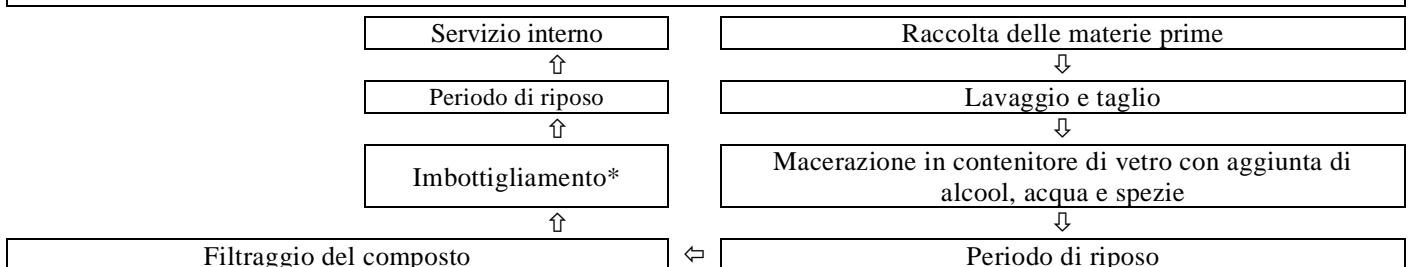 Servizio interno
Raccolta delle materie prime
⇧
⇩
Periodo di riposo
Lavaggio e taglio
⇧
⇩
Imbottigliamento*
Macerazione in contenitore di vetro con aggiunta di
alcool, acqua e spezie
⇧
⇩
Filtraggio del composto
⇦
Periodo di riposo